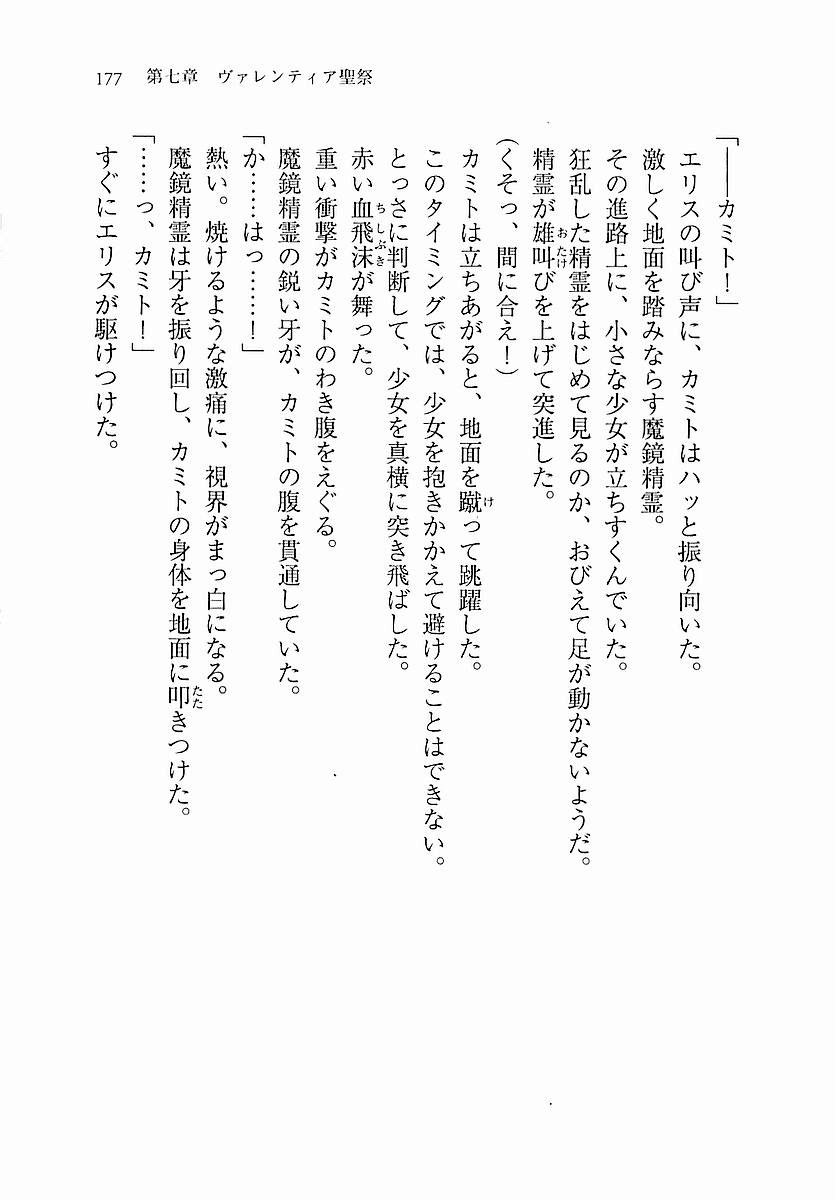 177 第七章 ヴァレンティア聖祭
「――カミト！」
エリスの叫び声に、カミトはハッと振り向いた。
激しく地面を踏みならす魔鏡精霊。
その進路上に、小さな少女が立ちすくんでいた。
狂乱した精霊をはじめて見るのか、おびえて足が動かないようだ。
精霊が雄叫びを上げて突進した。
（くそっ、間に合え！）
カミトは立ちあがると、地面を蹴って跳躍した。
このタイミングでは、少女を抱きかかえて避けることはできない。
とっさに判断して、少女を真横に突き飛ばした。
赤い血飛沫が舞った。
重い衝撃がカミトのわき腹をえぐる。
魔鏡精霊の鋭い牙が、カミトの腹を貫通していた。
「か……はっ……！」
熱い。焼けるような激痛に、視界がまっ白になる。
魔鏡精霊は牙を振り回し、カミトの身体を地面に叩きつけた。
「……っ、カミト！」
すぐにエリスが駆けつけた。